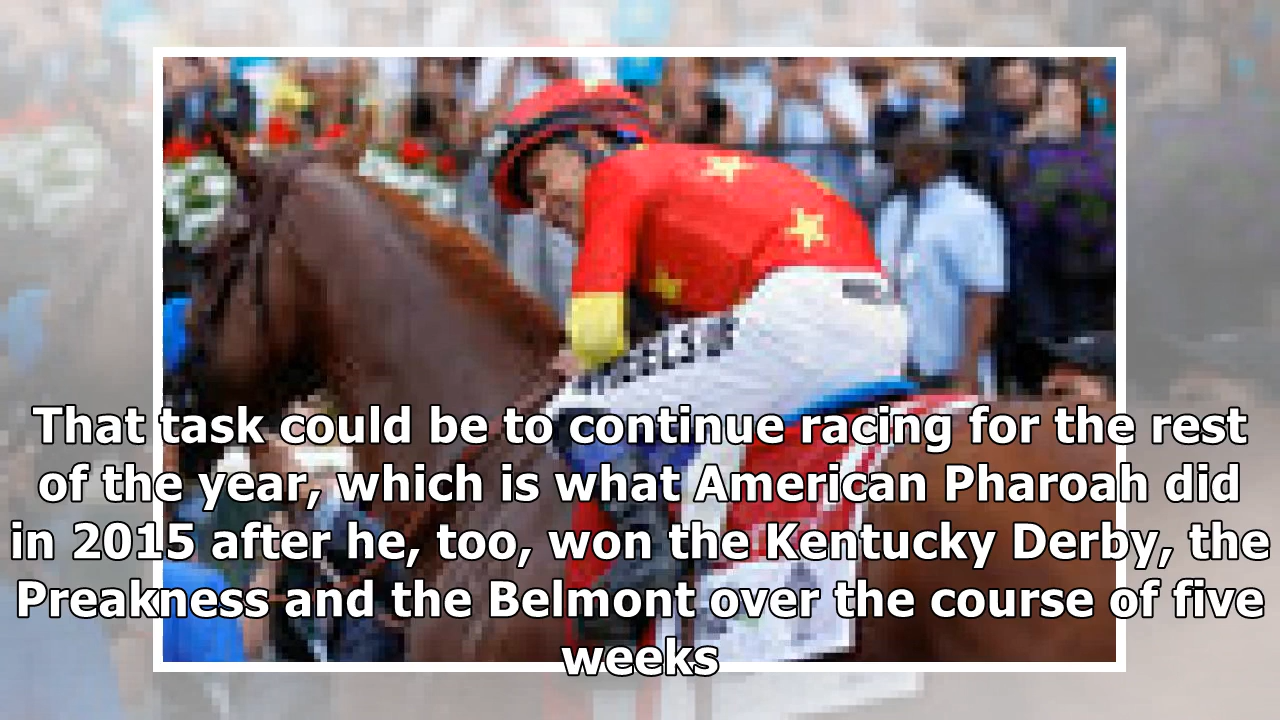 WHEELS UP
That task could be to continue racing for the rest
of the year, which is what American Pharoah did
in 2015 after he, too, won the Kentucky Derby, the
Preakness and the Belmont over the course of five
weeks